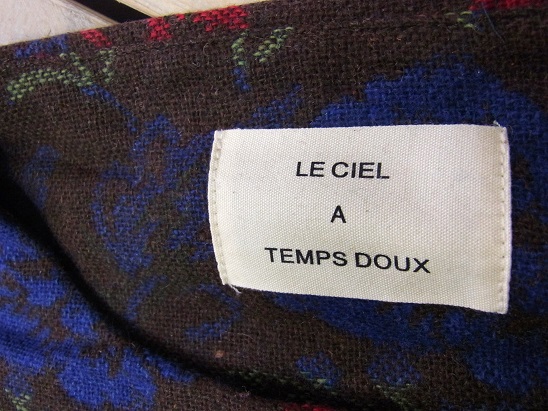 LE CIEL
A
TEMPS DOUX